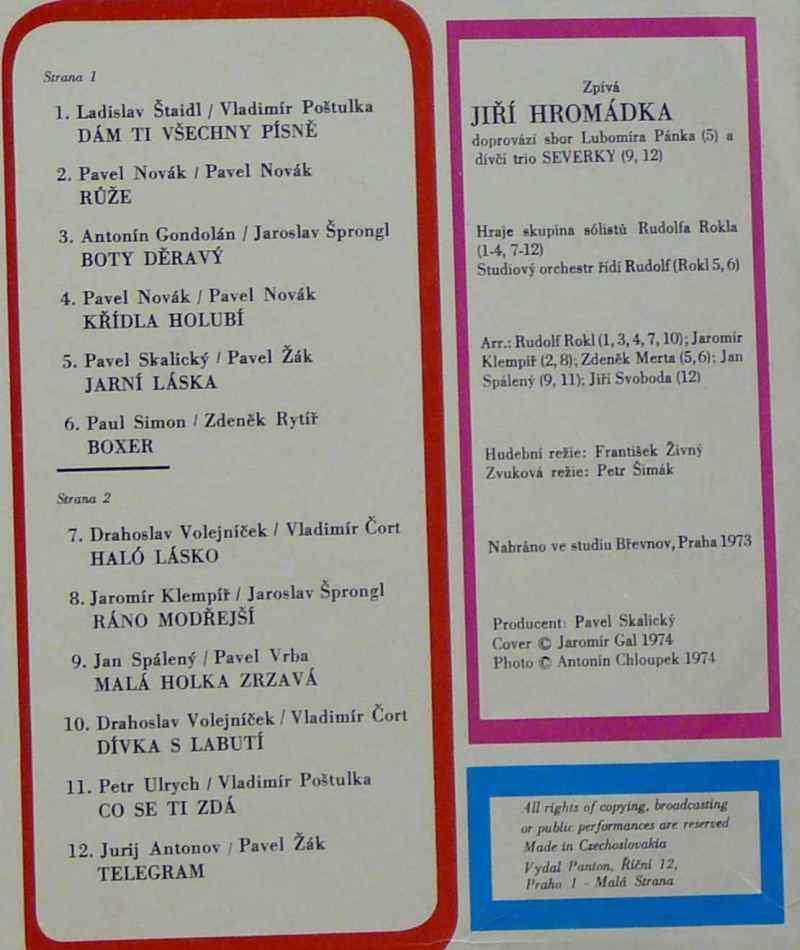 Strana 1
1. Ladislav Štaidl / Vladimír Poštulka
DÁM TI VŠECHNY PÍSNĚ
2. Pavel Novák / Pavel Novák
RŮŽE
3. Antonín Gondolán / Jaroslav Šprongl
BOTY DĚRAVÝ
4. Pavel Novák / Pavel Novák
KŘÍDLA HOLUBÍ
5. Pavel Skalický / Pavel Žák
JARNÍ LÁSKA
6. Paul Simon / Zdeněk Rytíř
BOXER
Strana 2
7. Drahoslav Volejníček / Vladimír Čort
HALÓ LÁSKO
8. Jaromír Klempíř / Jaroslav Šprongl
RÁNO MODŘEJŠÍ
9. Jan Spálený / Pavel Vrba
MALÁ HOLKA ZRZAVÁ
10. Drahoslav Volejníček / Vladimír Čort
DÍVKA S LABUTÍ
11. Petr Ulrych / Vladimír Poštulka
CO SE TI ZDÁ
12. Jurij Antonov / Pavel Žák
TELEGRAM
Zpívá
JIŘÍ HROMÁDKA
doprovází sbor Lubomíra Pánka (5) a
dívčí trio SEVERKY (9, 12)
Hraje skupina sólistů Rudolfa Rokla
(1-4, 7-12)
Studiový orchestr řídí Rudolf (Rokl 5, 6)
Arr.: Rudolf Rokl (1, 3, 4, 7, 10); Jaromír
Klempíř (2, 8); Zdeněk Merta (5, 6); Jan
Spálený (9, 11); Jiří Svoboda (12)
Hudební režie: František Živný
Zvuková režie: Petr Šimák
Nahráno ve studiu Břevnov, Praha 1973
Producent: Pavel Skalický
Cover © Jaromír Gal 1974
Photo © Antonín Chloupek 1974
All rights of copying, broadcasting
or public performances are reserved
Made in Czechoslovakia
Vydal Panton, Říční 12,
Praha 1 - Malá Strana